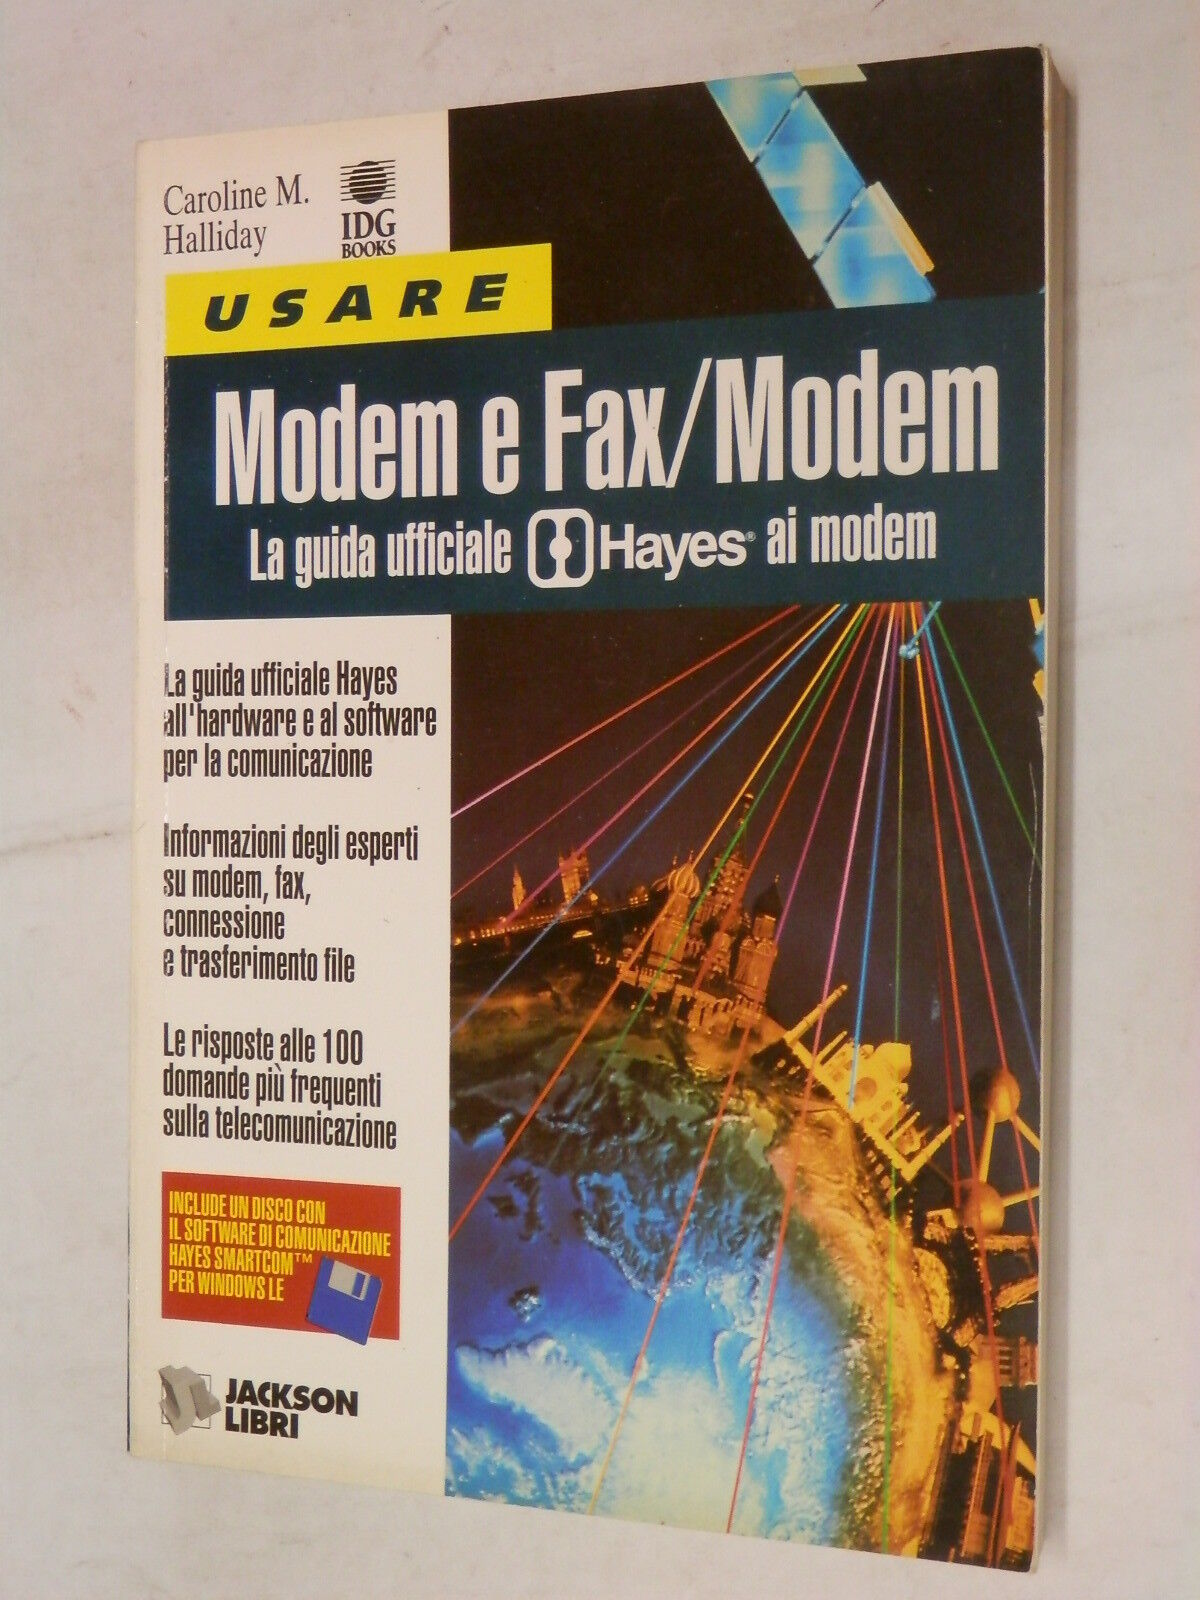 Caroline M.
Halliday
IDG
BOOKS
USARE
Modem e Fax/Modem
La guida ufficiale Hayes® ai modem
La guida ufficiale Hayes
all'hardware e al software
per la comunicazione
Informazioni degli esperti
su modem, fax,
connessione
e trasferimento file
Le risposte alle 100
domande più frequenti
sulla telecomunicazione
INCLUDE UN DISCO CON
IL SOFTWARE DI COMUNICAZIONE
HAYES SMARTCOM™
PER WINDOWS LE
JACKSON
LIBRI